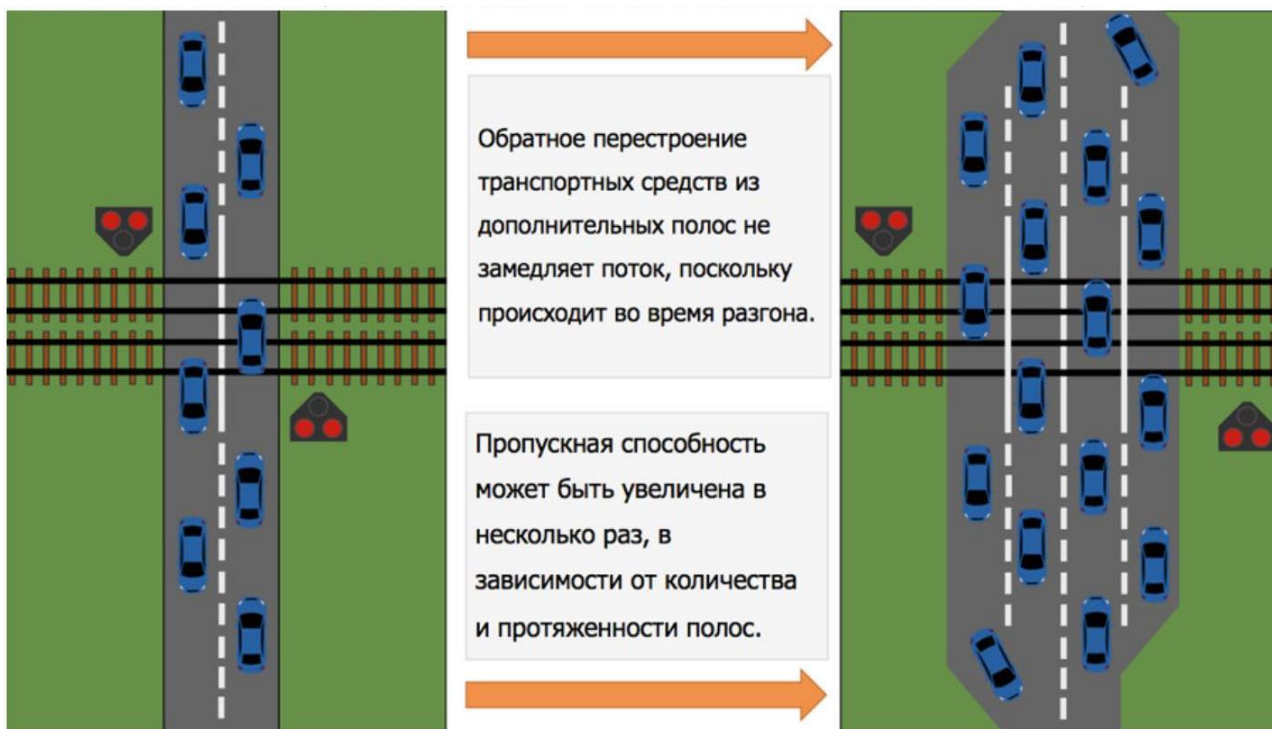 Обратное перестроение
транспортных средств из
дополнительных полос не
замедляет поток, поскольку
происходит во время разгона.
Пропускная способность
может быть увеличена в
несколько раз, в
зависимости от количества
и протяженности полос.